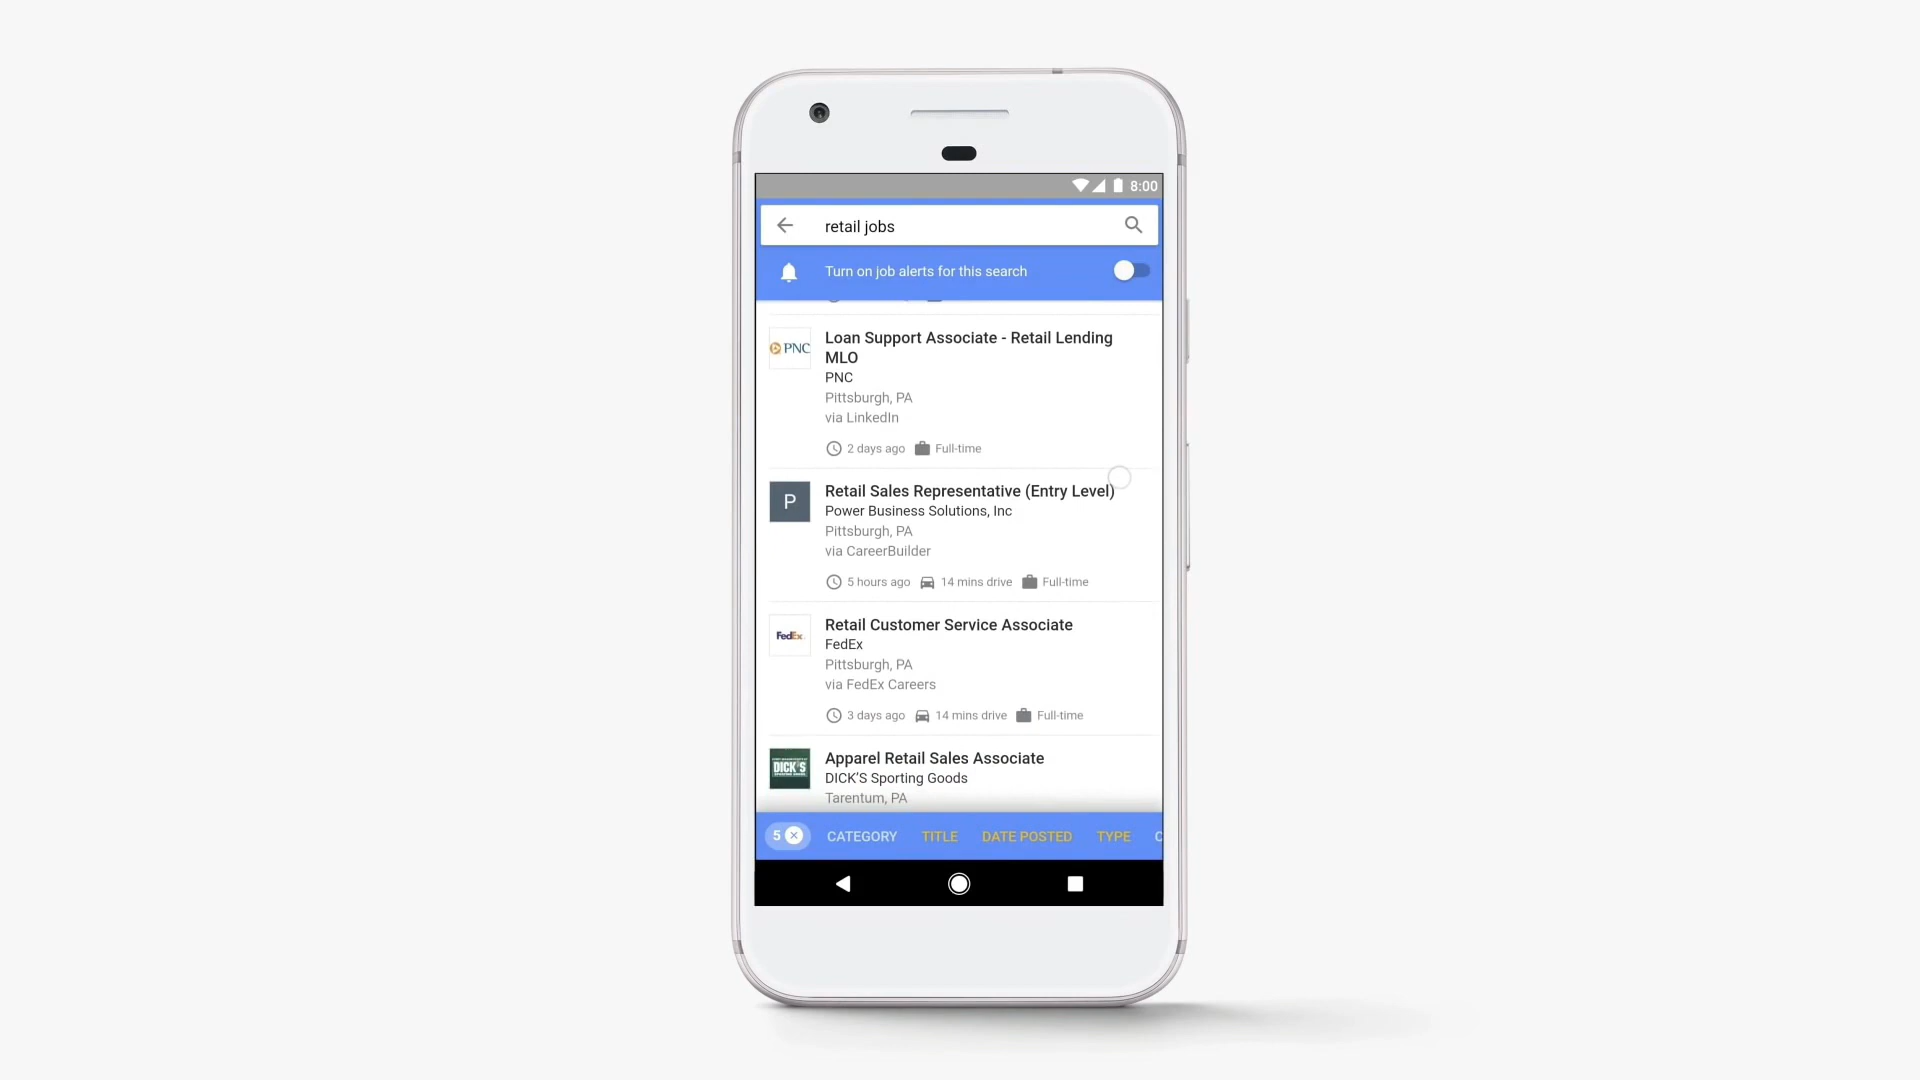 8:00
retail jobs
Turn on job alerts for this search
PNC
Loan Support Associate - Retail Lending
MLO
PNC
Pittsburgh, PA
via LinkedIn
2 days ago Full-time
P
Retail Sales Representative (Entry Level)
Power Business Solutions, Inc
Pittsburgh, PA
via CareerBuilder
5 hours ago 14 mins drive Full-time
FedEx
Retail Customer Service Associate
FedEx
Pittsburgh, PA
via FedEx Careers
3 days ago 14 mins drive Full-time
DICK'S
Apparel Retail Sales Associate
DICK'S Sporting Goods
Tarentum, PA
5 CATEGORY TITLE DATE POSTED TYPE C